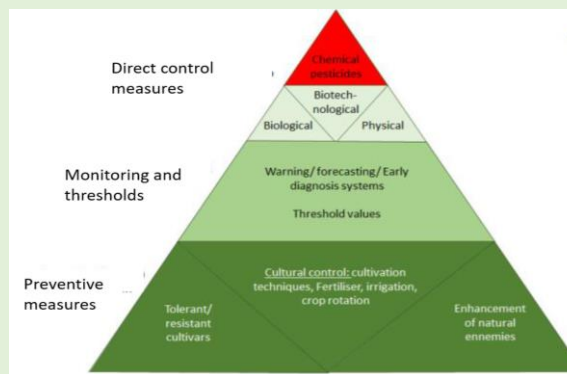 Direct control
measures
Chemical
pesticides
Biotech-
nological
Biological
Physical
Monitoring and
thresholds
Warning/ forecasting/ Early
diagnosis systems
Threshold values
Preventive
measures
...
Cultural control: cultivation
techniques, Fertiliser, irrigation,
crop rotation
Tolerant/
resistant
cultivars
Enhancement
of natural
ennemies